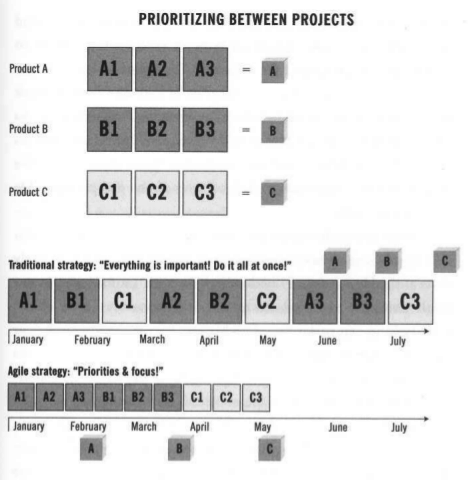 PRIORITIZING BETWEEN PROJECTS
Product A A1 A2 A3 = A
Product B B1 B2 B3 = B
Product C C1 C2 C3 = C
Traditional strategy: “Everything is important! Do it all at once!” A B C
A1 B1 C1 A2 B2 C2 A3 B3 C3
January February March April May June July
Agile strategy: “Priorities & focus!”
A1 A2 A3 B1 B2 B3 C1 C2 C3
January February March April May June July
A B C